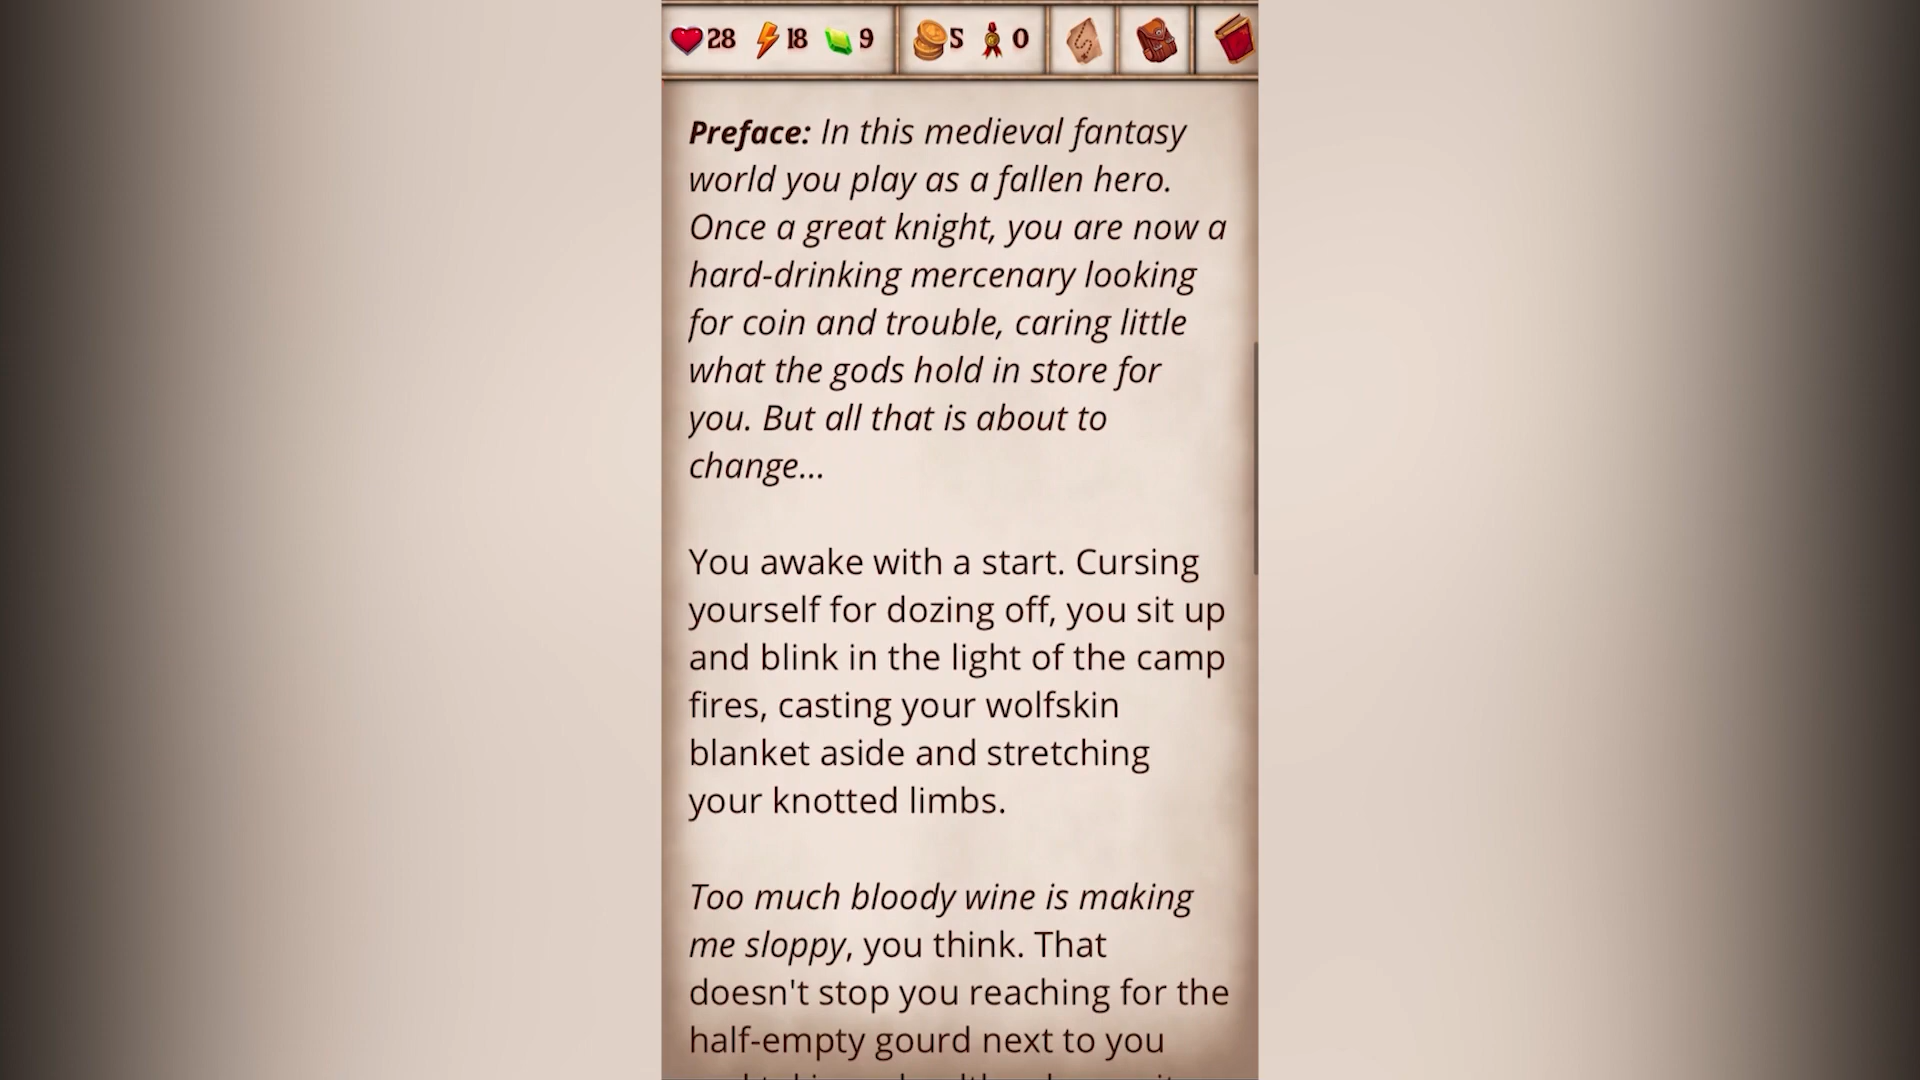 28 18 9 5 0
Preface: In this medieval fantasy
world you play as a fallen hero.
Once a great knight, you are now a
hard-drinking mercenary looking
for coin and trouble, caring little
what the gods hold in store for
you. But all that is about to
change...
You awake with a start. Cursing
yourself for dozing off, you sit up
and blink in the light of the camp
fires, casting your wolfskin
blanket aside and stretching
your knotted limbs.
Too much bloody wine is making
me sloppy, you think. That
doesn't stop you reaching for the
half-empty gourd next to you